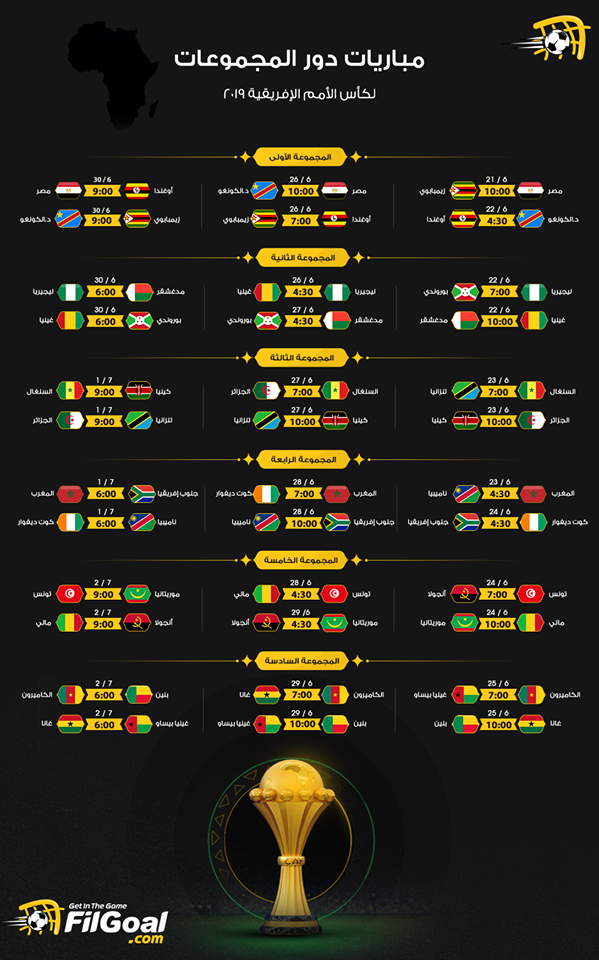 مباريات دور المجموعات
لكأس الأمم الإفريقية ٢٠١٩
المجموعة الأولى
21 / 6 26 / 6 30 / 6
مصر 10:00 زيمبابوي مصر 10:00 د.الكونغو أوغندا 9:00 مصر
22 / 6 26 / 6 30 / 6
د.الكونغو 4:30 أوغندا أوغندا 7:00 زيمبابوي زيمبابوي 9:00 د.الكونغو
المجموعة الثانية
22 / 6 26 / 6 30 / 6
نيجيريا 7:00 بوروندي نيجيريا 4:30 غينيا مدغشقر 6:00 نيجيريا
22 / 6 27 / 6 30 / 6
غينيا 10:00 مدغشقر مدغشقر 4:30 بوروندي بوروندي 6:00 غينيا
المجموعة الثالثة
23 / 6 27 / 6 1 / 7
السنغال 7:00 تنزانيا السنغال 7:00 الجزائر كينيا 9:00 السنغال
23 / 6 27 / 6 1 / 7
الجزائر 10:00 كينيا كينيا 10:00 تنزانيا تنزانيا 9:00 الجزائر
المجموعة الرابعة
23 / 6 28 / 6 1 / 7
المغرب 4:30 ناميبيا المغرب 7:00 كوت ديفوار جنوب إفريقيا 6:00 المغرب
24 / 6 28 / 6 1 / 7
كوت ديفوار 4:30 جنوب إفريقيا جنوب إفريقيا 10:00 ناميبيا ناميبيا 6:00 كوت ديفوار
المجموعة الخامسة
24 / 6 28 / 6 2 / 7
تونس 7:00 أنجولا تونس 4:30 مالي موريتانيا 9:00 تونس
24 / 6 29 /6 2 / 7
مالي 10:00 موريتانيا موريتانيا 4:30 أنجولا أنجولا 9:00 مالي
المجموعة السادسة
25 / 6 29 / 6 2 / 7
الكاميرون 7:00 غينيا بيساو الكاميرون 7:00 غانا بنين 6:00 الكاميرون
25 / 6 29 / 6 2 / 7
غانا 10:00 بنين بنين 10:00 غينيا بيساو غينيا بيساو 6:00 غانا
Get In The Game
FilGoal
.com